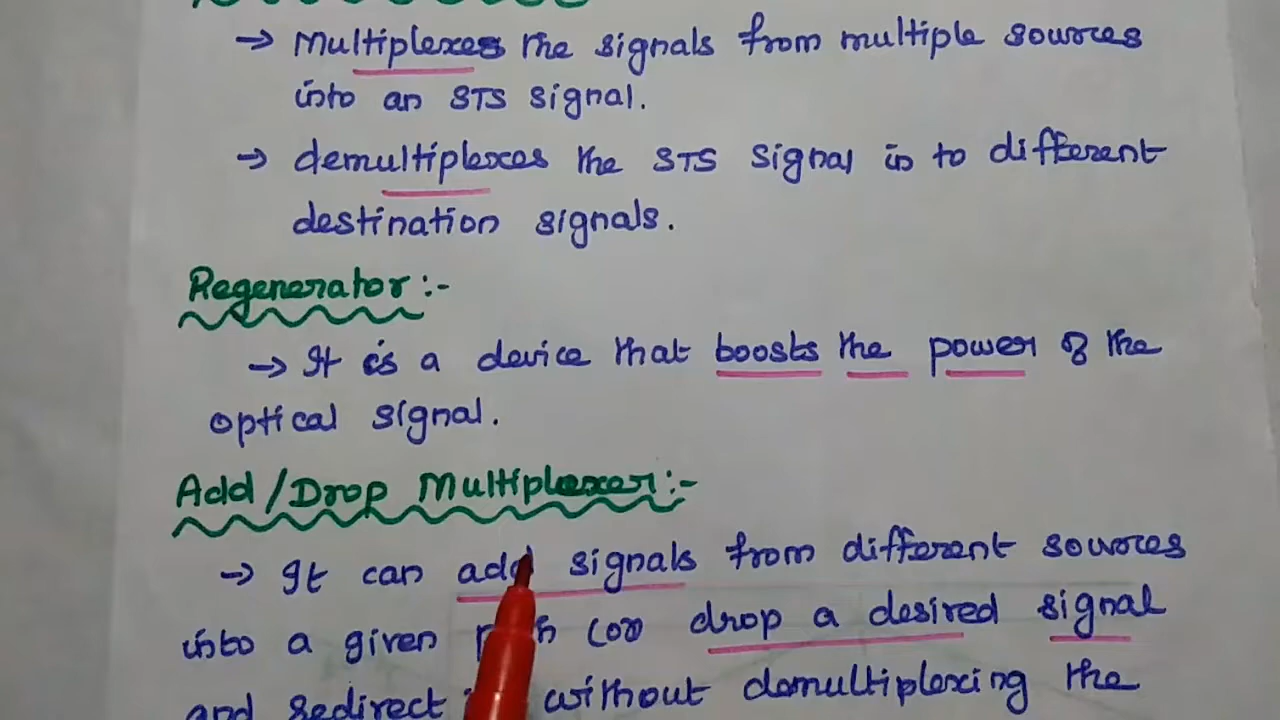 → Multiplexes the signals from multiple sources
into an STS signal.
→ demultiplexes the STS signal in to different
destination signals.
Regenerator :-
→ It is a device that boosts the power of the
optical signal.
Add/Drop Multiplexer :-
→ It can add signals from different sources
into a given (or drop a desired signal
and redirect without demultiplexing the